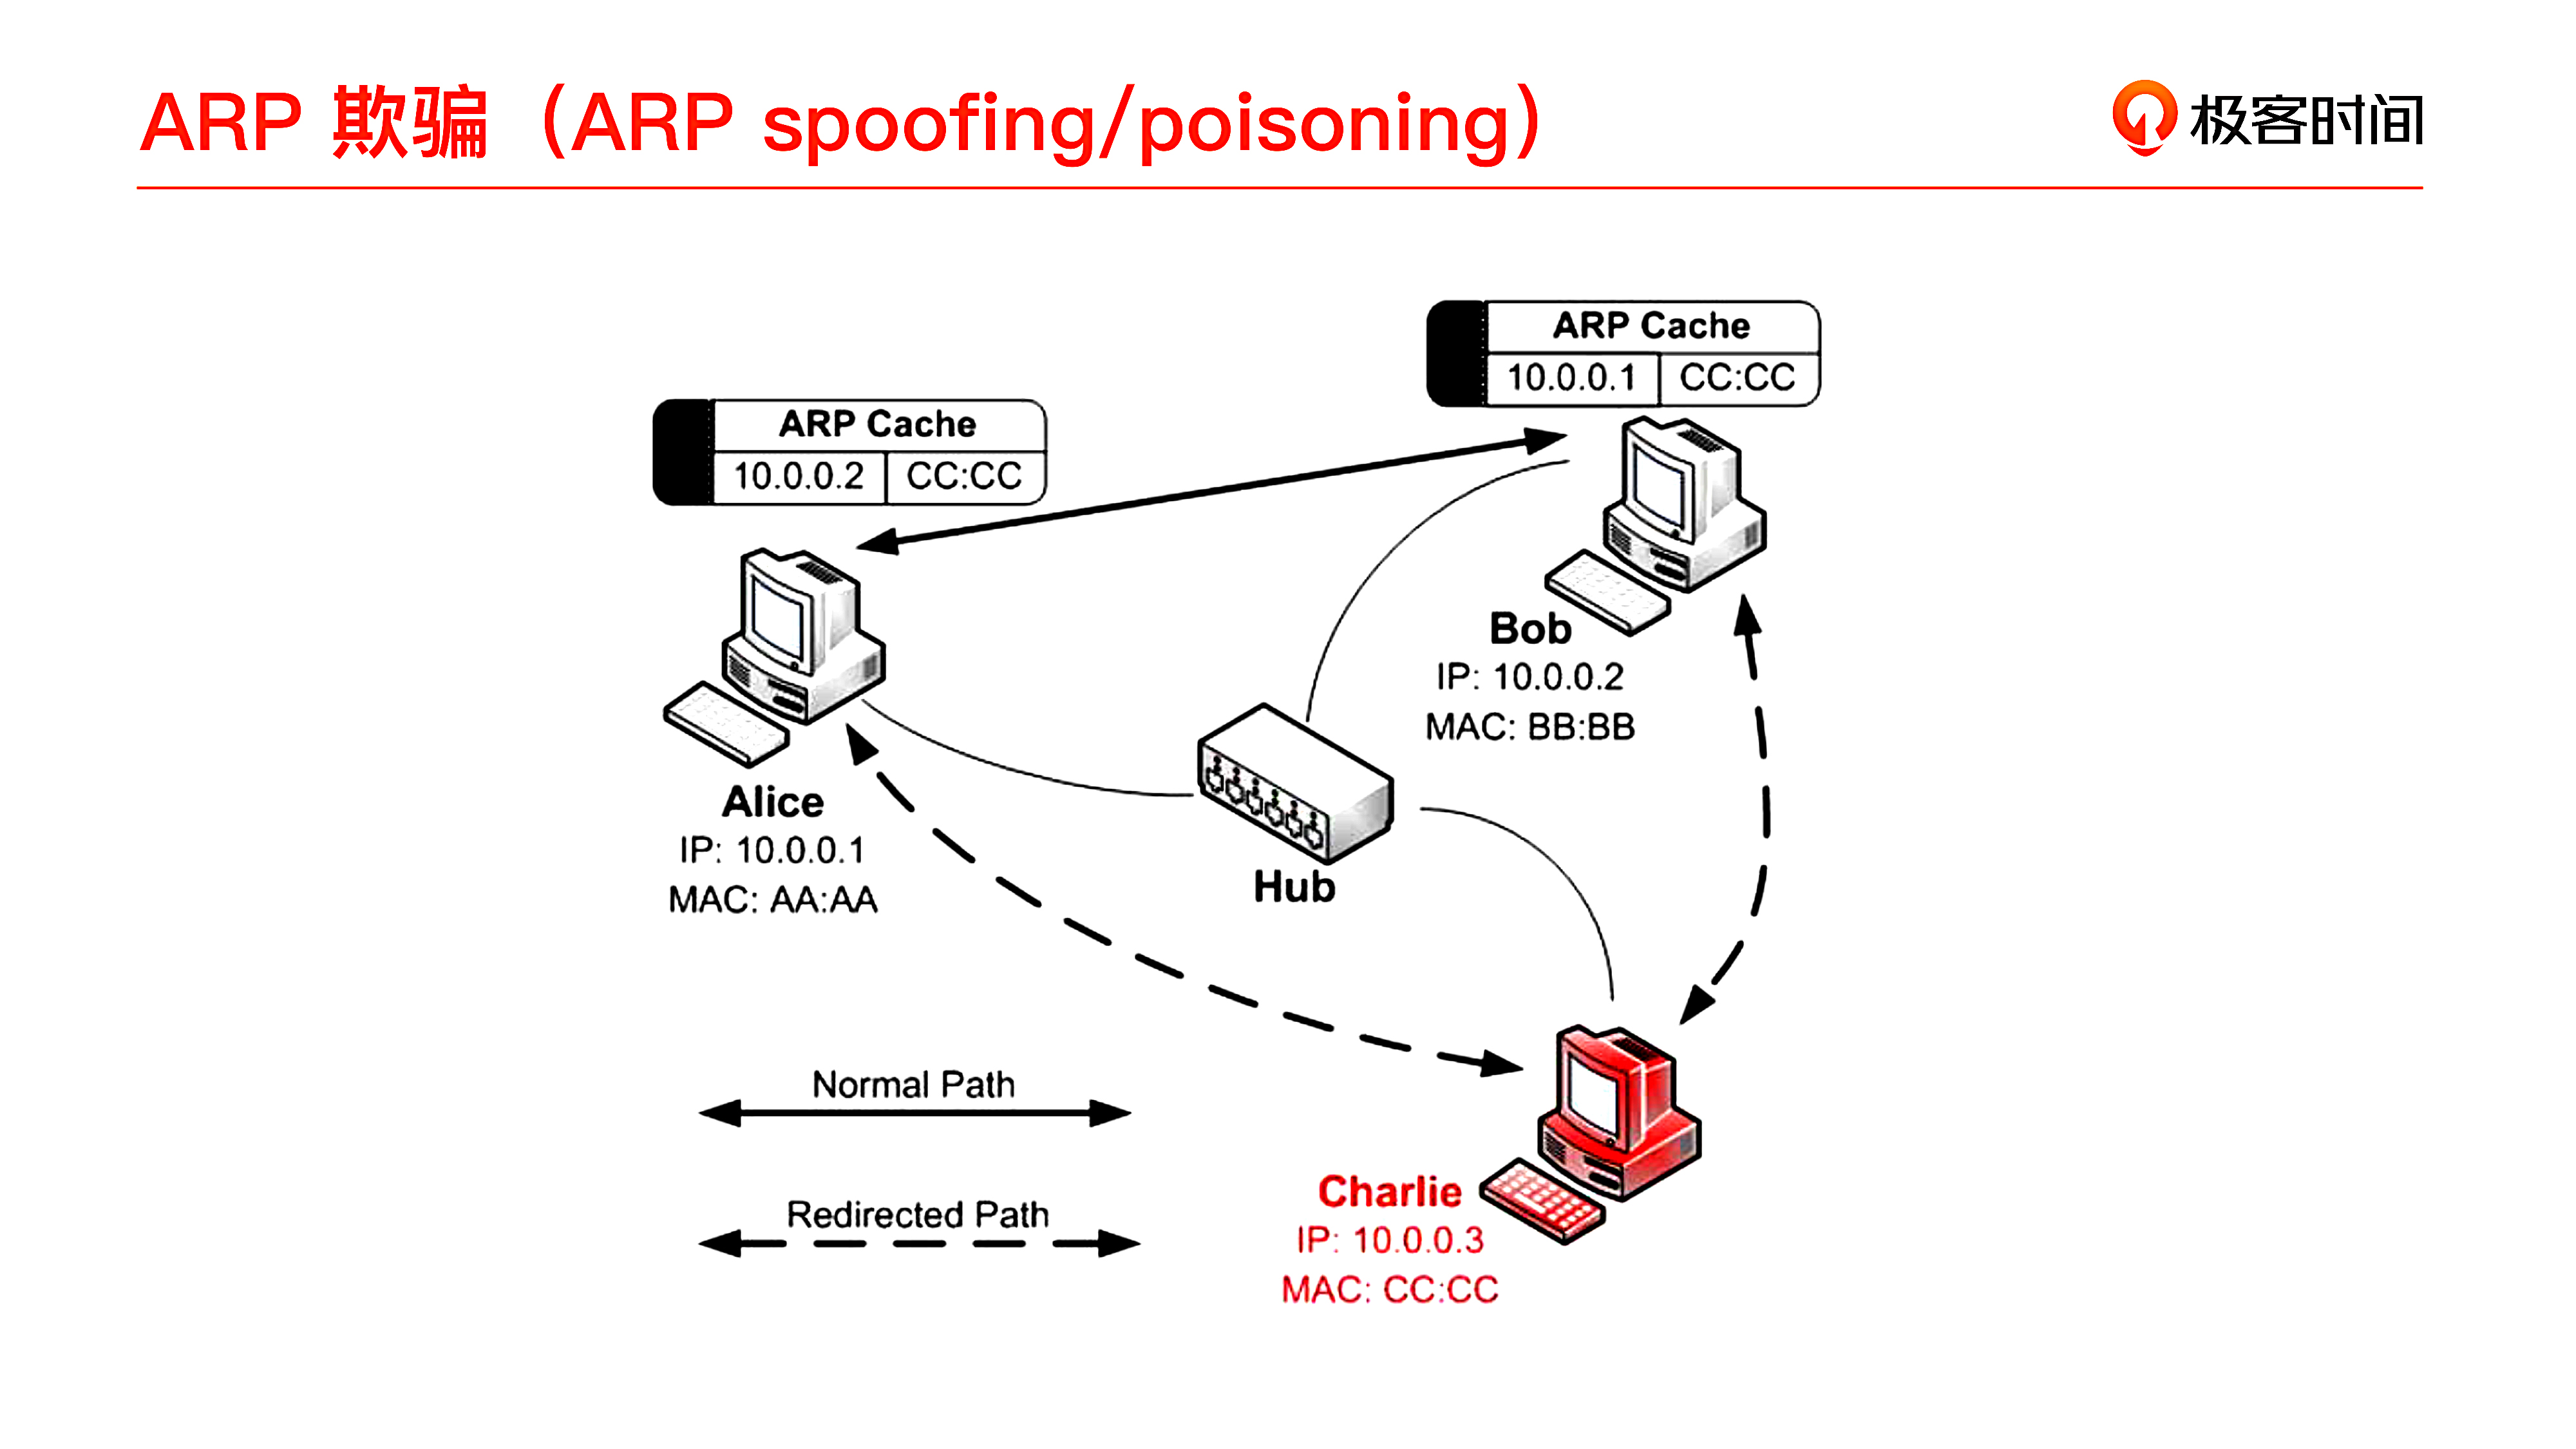 ARP 欺骗（ARP spoofing/poisoning）
极客时间
ARP Cache
10.0.0.1 CC:CC
ARP Cache
10.0.0.2 CC:CC
Bob
IP: 10.0.0.2
MAC: BB:BB
Alice
IP: 10.0.0.1
MAC: AA:AA
Hub
Normal Path
Redirected Path
Charlie
IP: 10.0.0.3
MAC: CC:CC